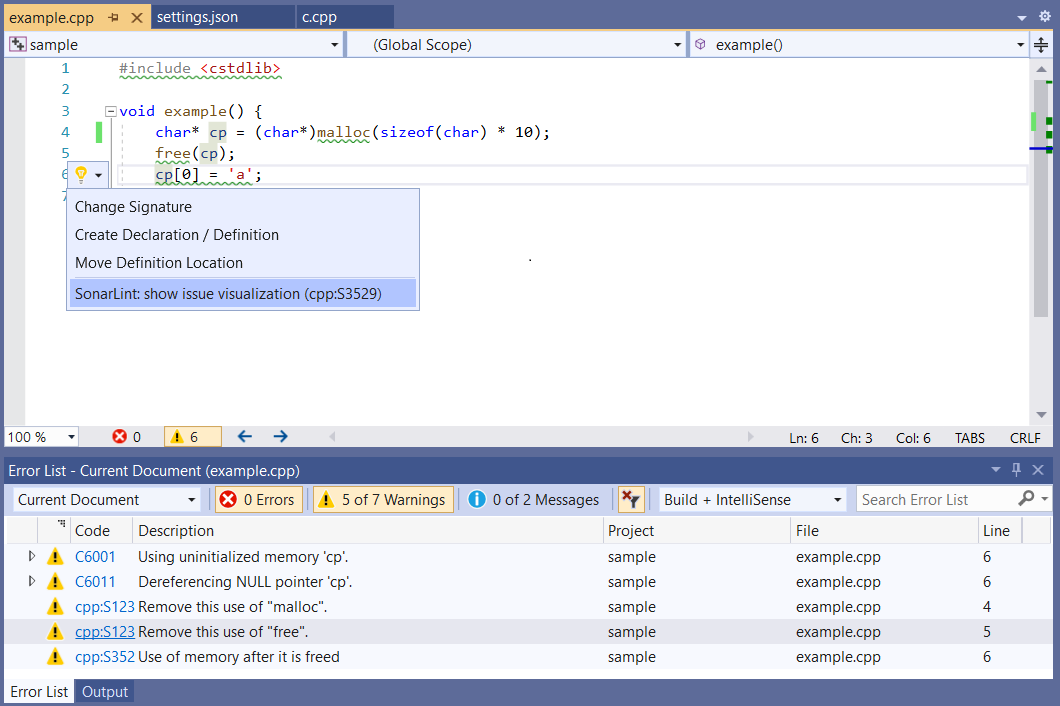 example.cpp settings.json c.cpp
sample (Global Scope) example()
1 #include <cstdlib>
2
3 void example() {
4 char* cp = (char*)malloc(sizeof(char) * 10);
5 free(cp);
6 cp[0] = 'a';
7
Change Signature
Create Declaration / Definition
Move Definition Location
SonarLint: show issue visualization (cpp:S3529)
100 % 0 6 Ln: 6 Ch: 3 Col: 6 TABS CRLF
Error List - Current Document (example.cpp)
Current Document 0 Errors 5 of 7 Warnings 0 of 2 Messages Build + IntelliSense Search Error List
Code Description Project File Line
C6001 Using uninitialized memory 'cp'. sample example.cpp 6
C6011 Dereferencing NULL pointer 'cp'. sample example.cpp 6
cpp:S123 Remove this use of "malloc". sample example.cpp 4
cpp:S123 Remove this use of "free". sample example.cpp 5
cpp:S352 Use of memory after it is freed sample example.cpp 6
Error List Output